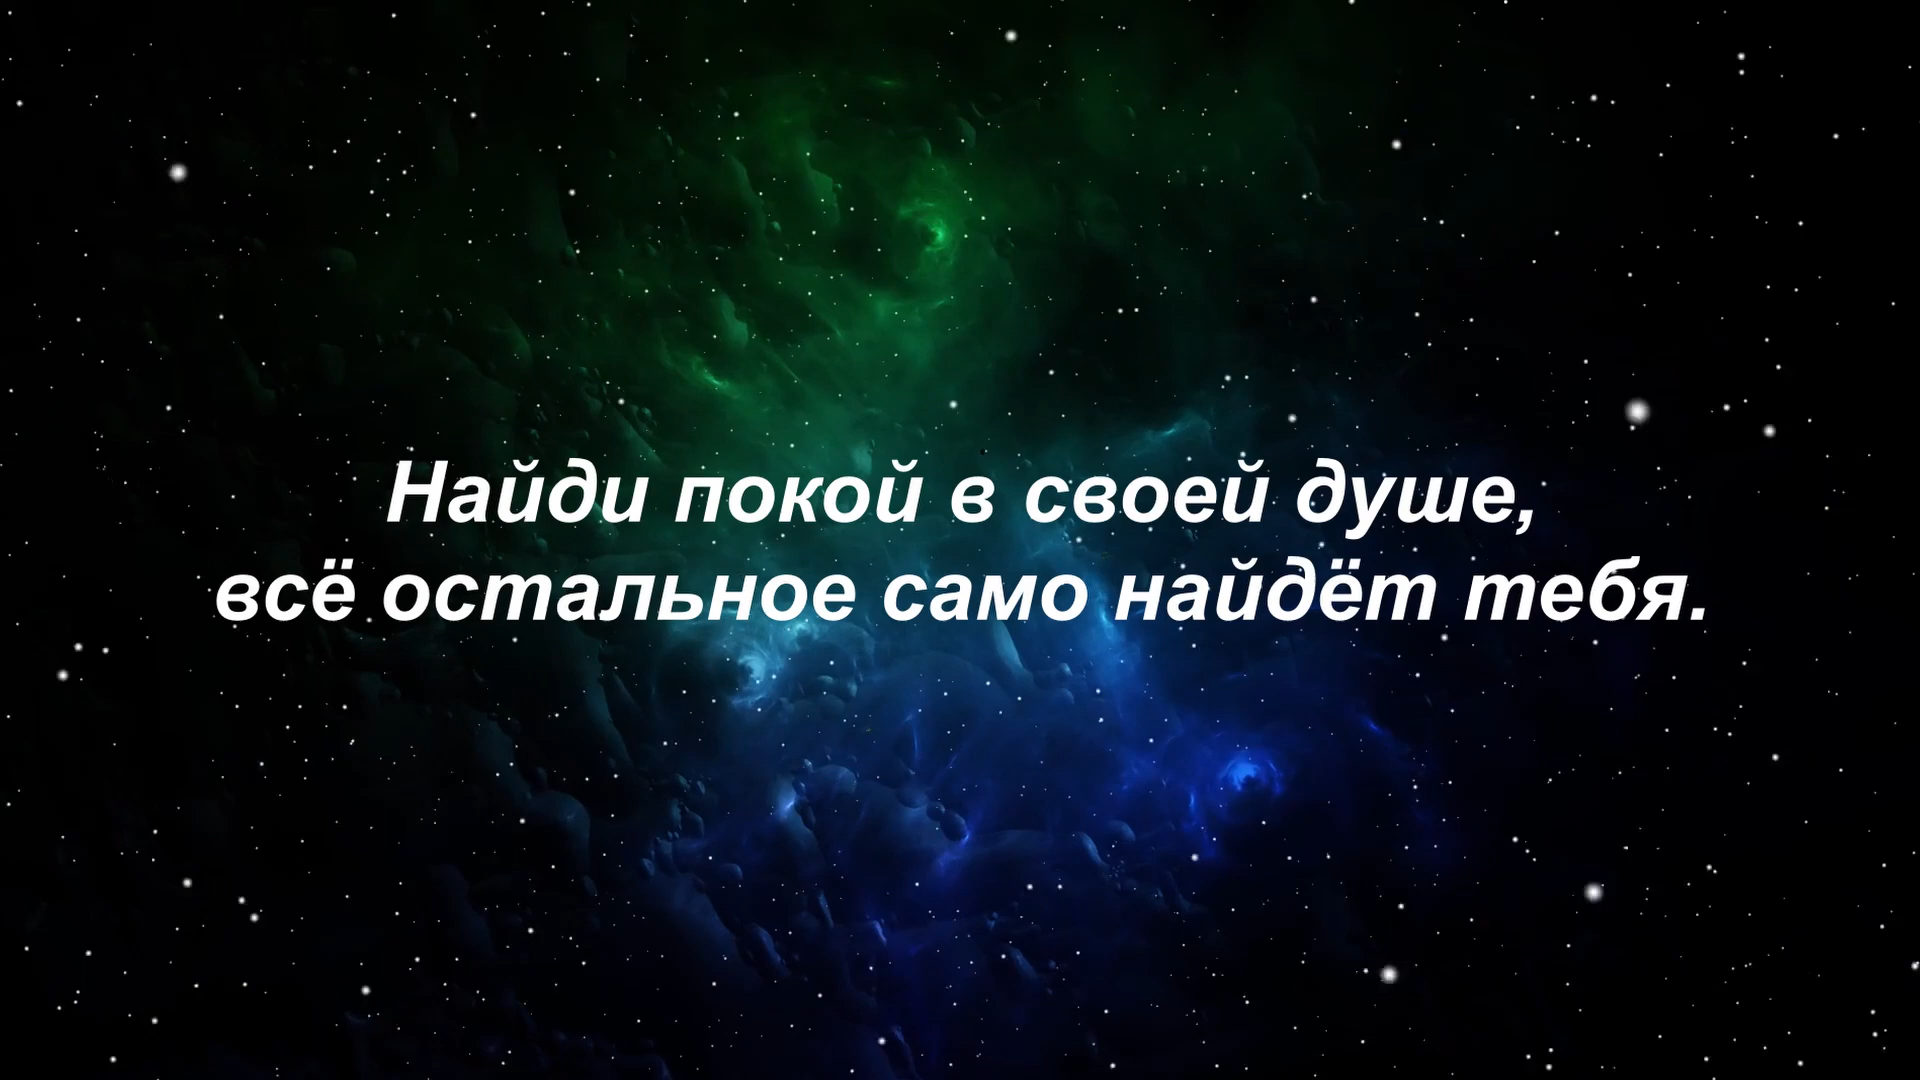 Найди покой в своей душе,
всё остальное само найдёт тебя.